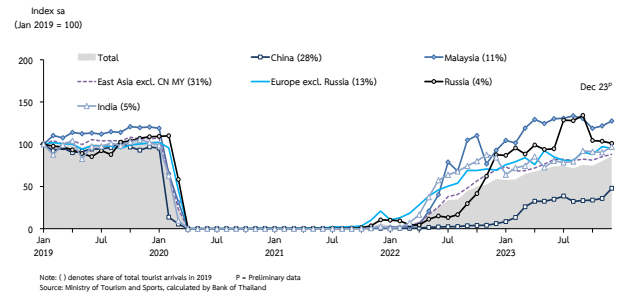 Index sa
(Jan 2019 = 100)
200
150
100
50
0
Total
China (28%)
Malaysia (11%)
East Asia excl. CN MY (31%)
Europe excl. Russia (13%)
Russia (4%)
India (5%)
Dec 23ᵖ
Jan Jul Jan Jul Jan Jul Jan Jul Jan Jul
2019 2020 2021 2022 2023
Note: ( ) denotes share of total tourist arrivals in 2019 P = Preliminary data
Source: Ministry of Tourism and Sports, calculated by Bank of Thailand